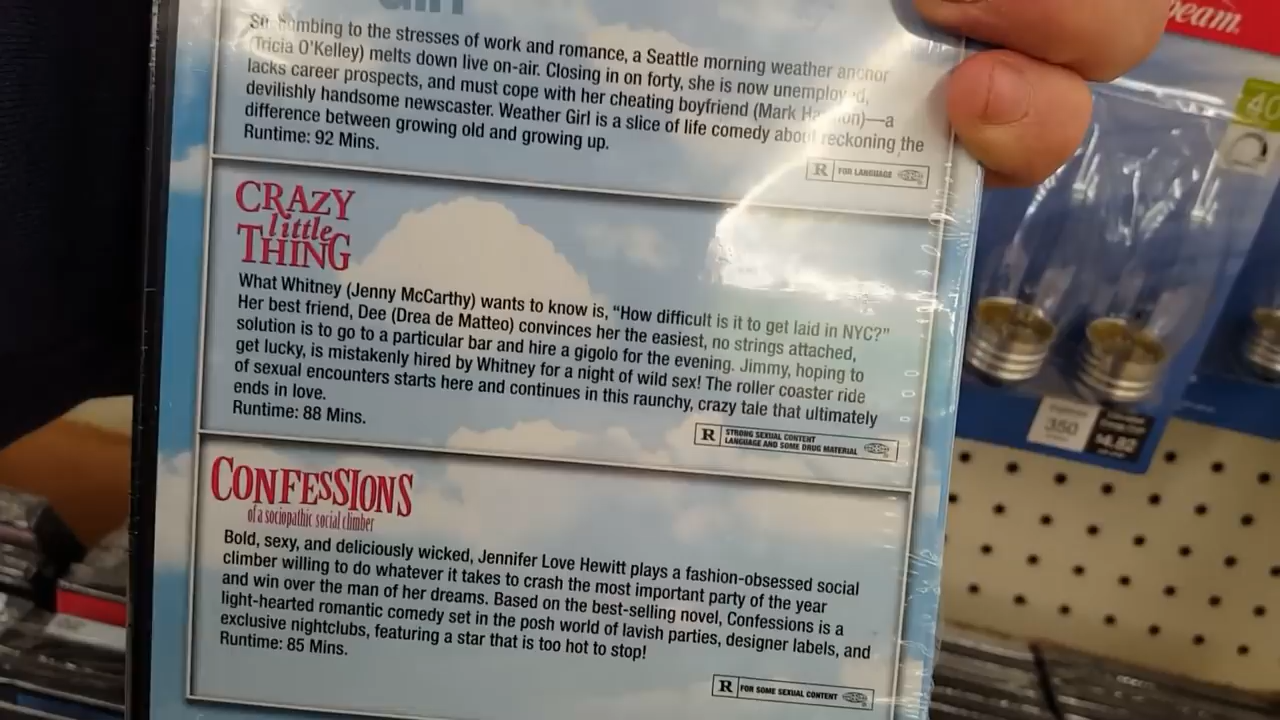 GIRL
to the stresses of work and romance, a Seattle morning weather anchor
(Tricia O'Kelley) melts down live on-air. Closing in on forty, she is now
lacks career prospects, and must cope with her cheating boyfriend (Mark —a
devilishly handsome newscaster. Weather Girl is a slice of life comedy about reckoning the
difference between growing old and growing up.
Runtime: 92 Mins.
R FOR LANGUAGE
CRAZY
little
THING
What Whitney (Jenny McCarthy) wants to know is, “How difficult is it to get laid in NYC?”
Her best friend, Dee (Drea de Matteo) convinces her the easiest, no strings attached,
solution is to go to a particular bar and hire a gigolo for the evening. Jimmy, hoping to
get lucky, is mistakenly hired by Whitney for a night of wild sex! The roller coaster ride
of sexual encounters starts here and continues in this raunchy, crazy tale that ultimately
ends in love.
Runtime: 88 Mins.
R STRONG SEXUAL CONTENT
LANGUAGE AND SOME DRUG MATERIAL
CONFESSIONS
of a sociopathic social climber
Bold, sexy, and deliciously wicked, Jennifer Love Hewitt plays a fashion-obsessed social
climber willing to do whatever it takes to crash the most important party of the year
and win over the man of her dreams. Based on the best-selling novel, Confessions is a
light-hearted romantic comedy set in the posh world of lavish parties, designer labels, and
exclusive nightclubs, featuring a star that is too hot to stop!
Runtime: 85 Mins.
R FOR SOME SEXUAL CONTENT
beam
40
350